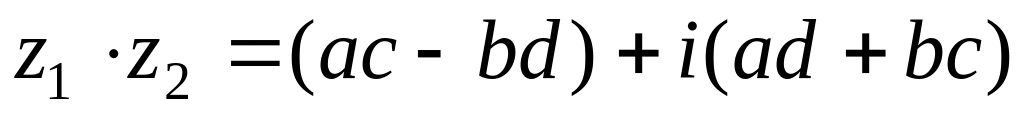 z₁ · z₂ = (ac - bd) + i(ad + bc)